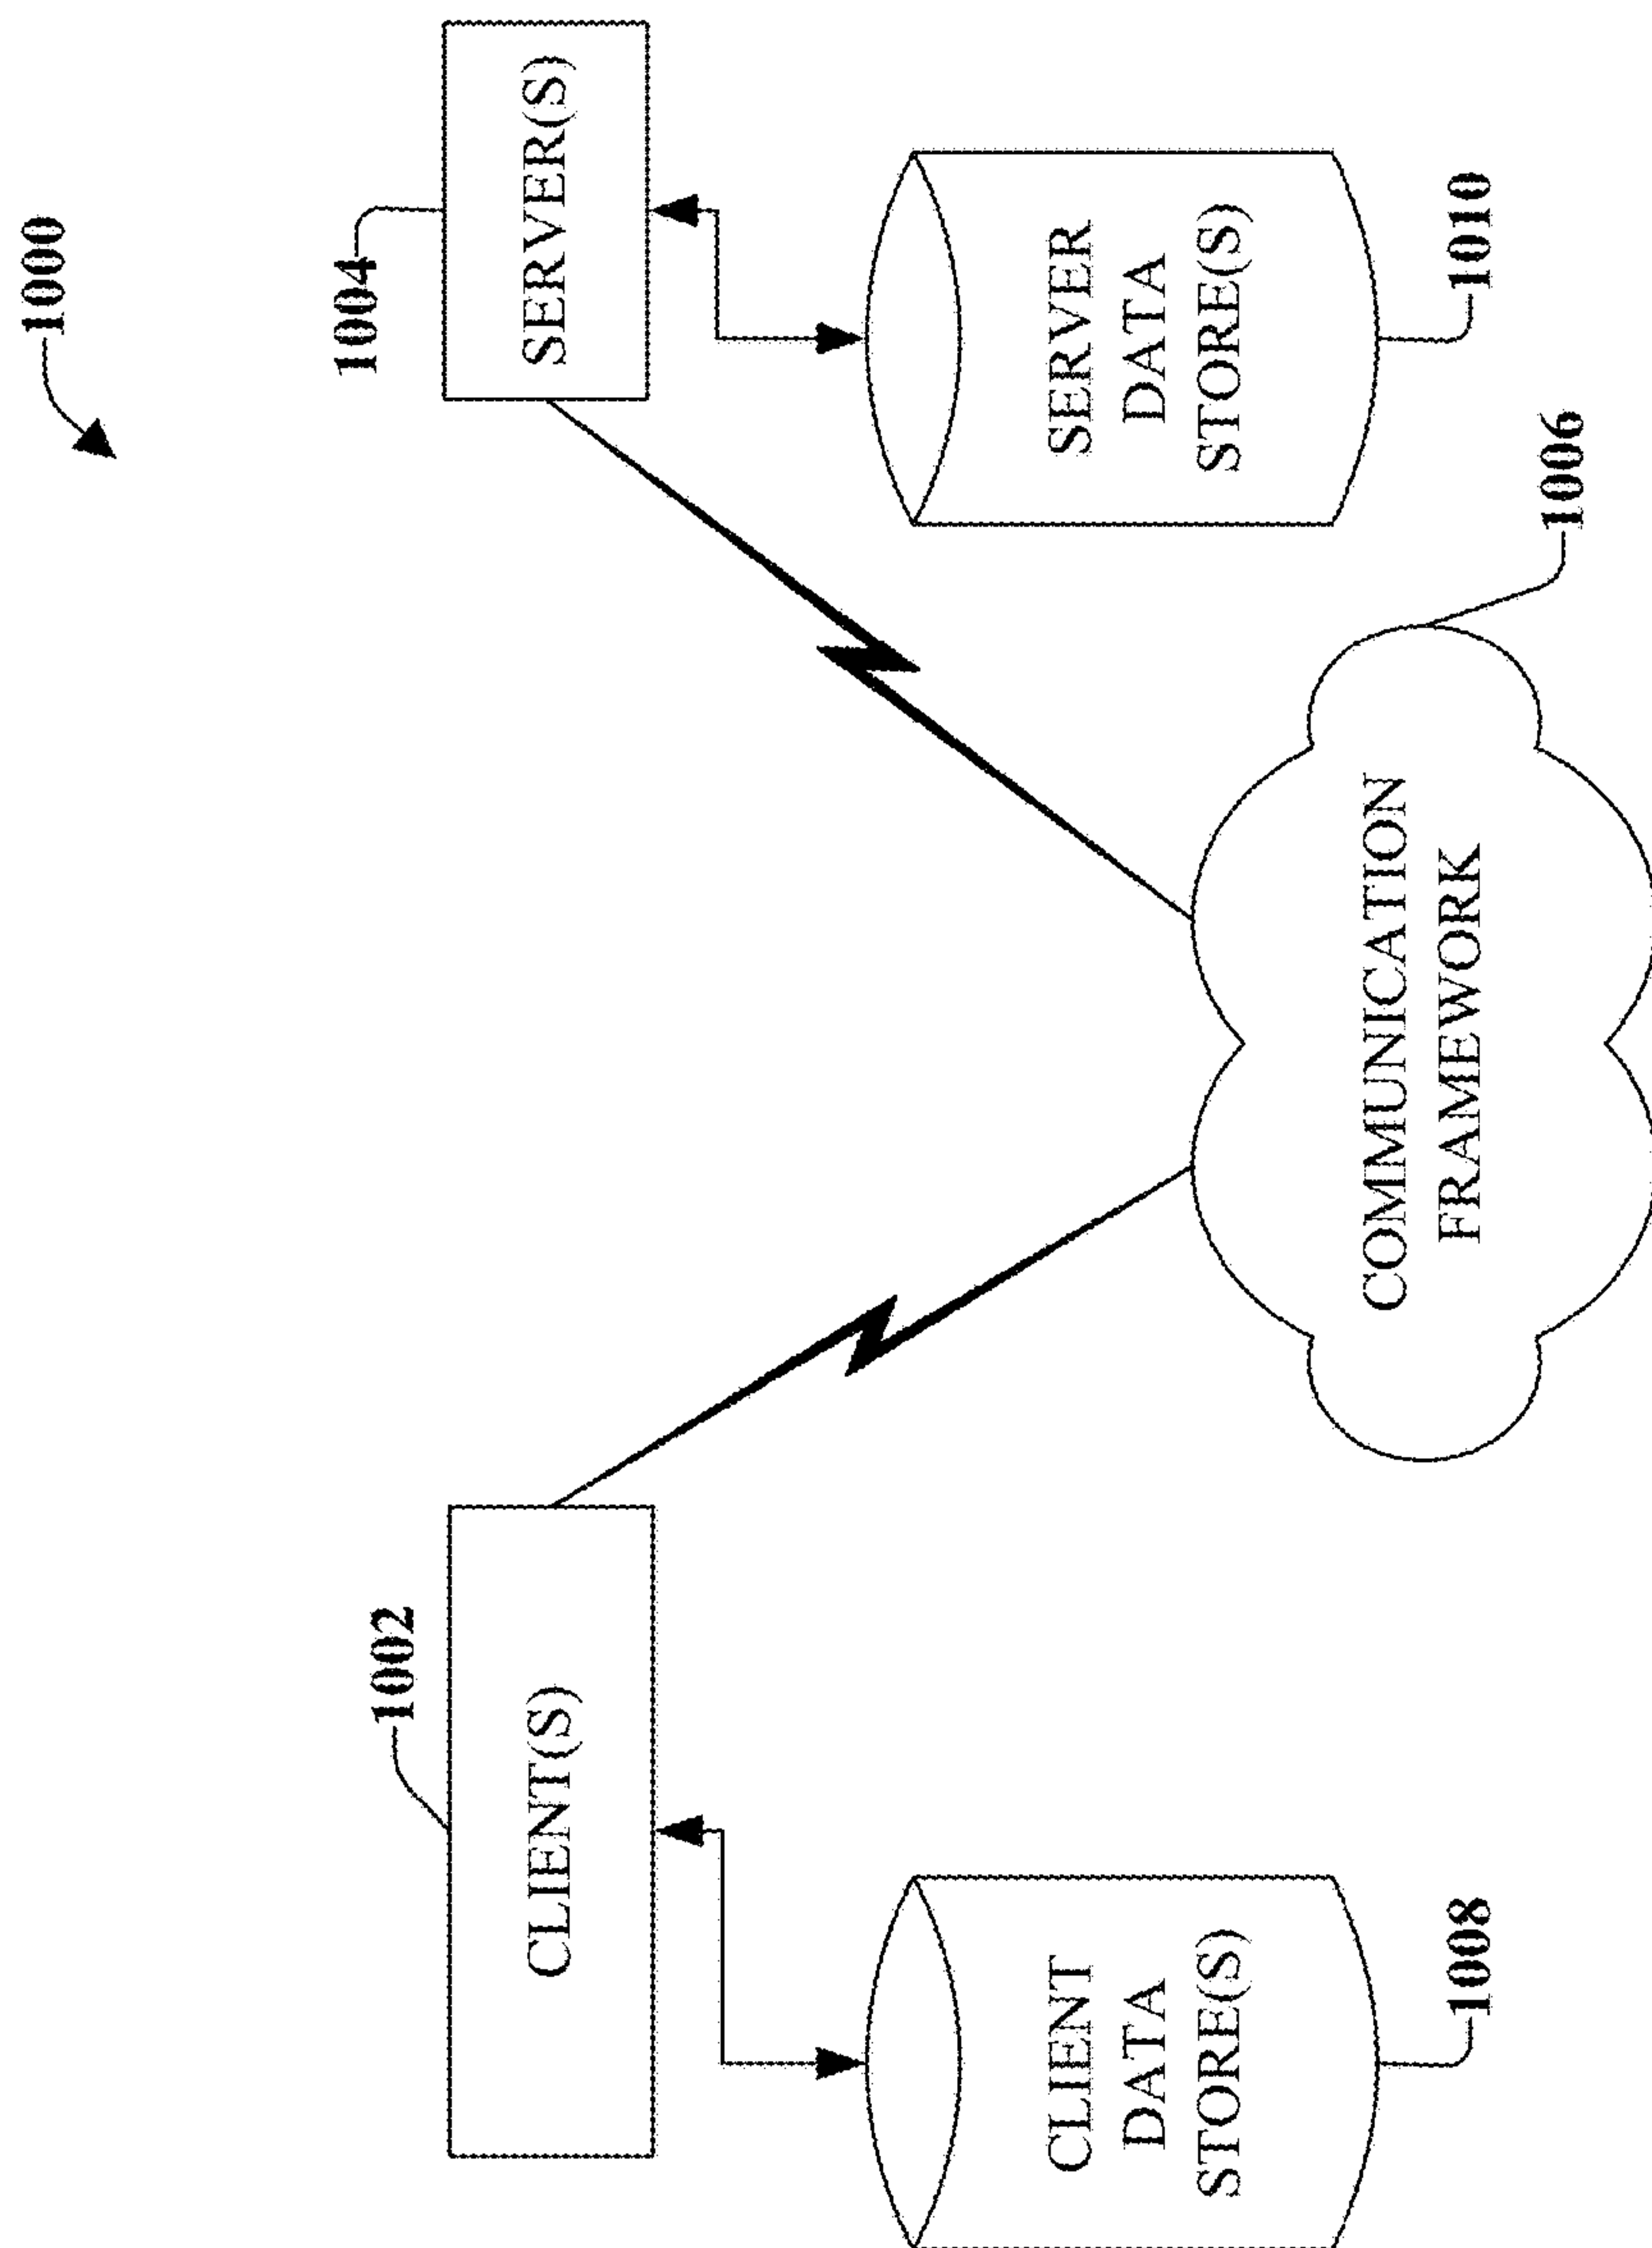 1000
1002
1004
CLIENT(S)
SERVER(S)
CLIENT
DATA
STORE(S)
1008
SERVER
DATA
STORE(S)
1010
COMMUNICATION
FRAMEWORK
1006